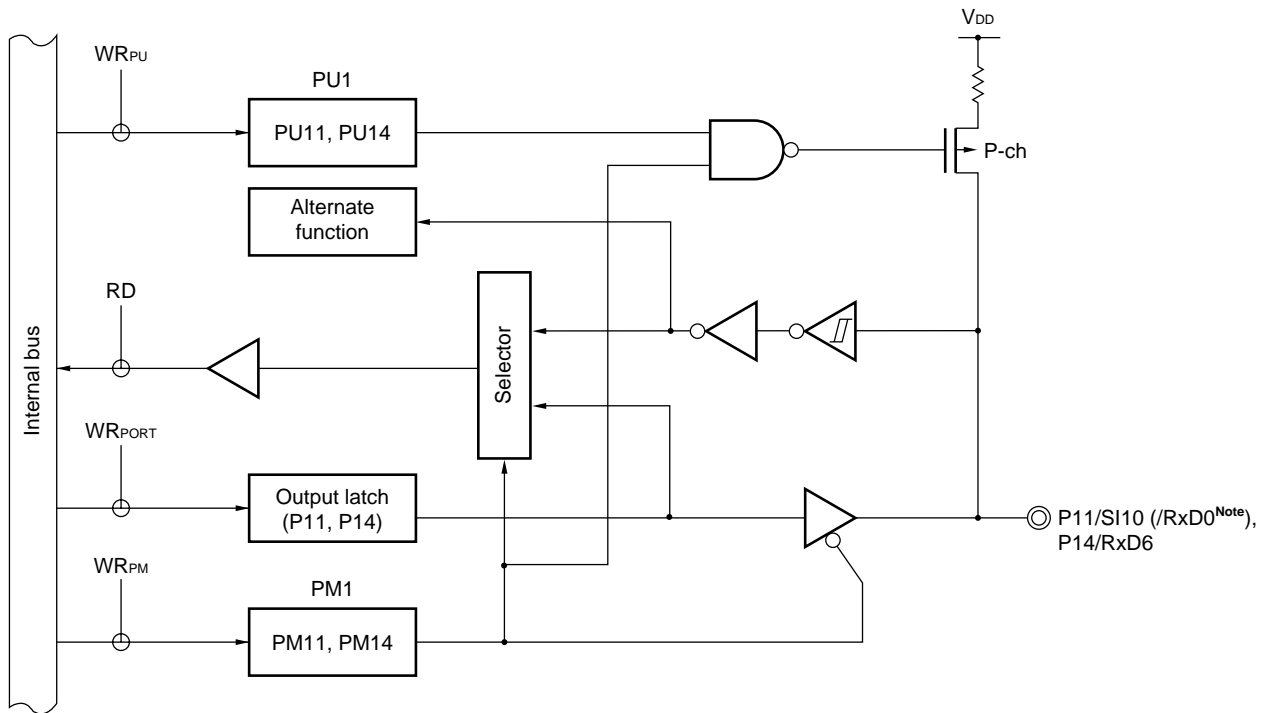 VDD
WRPU
PU1
PU11, PU14
P-ch
Alternate
function
RD
Internal bus
Selector
WRPORT
Output latch
(P11, P14)
P11/SI10 (/RxD0Note),
P14/RxD6
WRPM
PM1
PM11, PM14